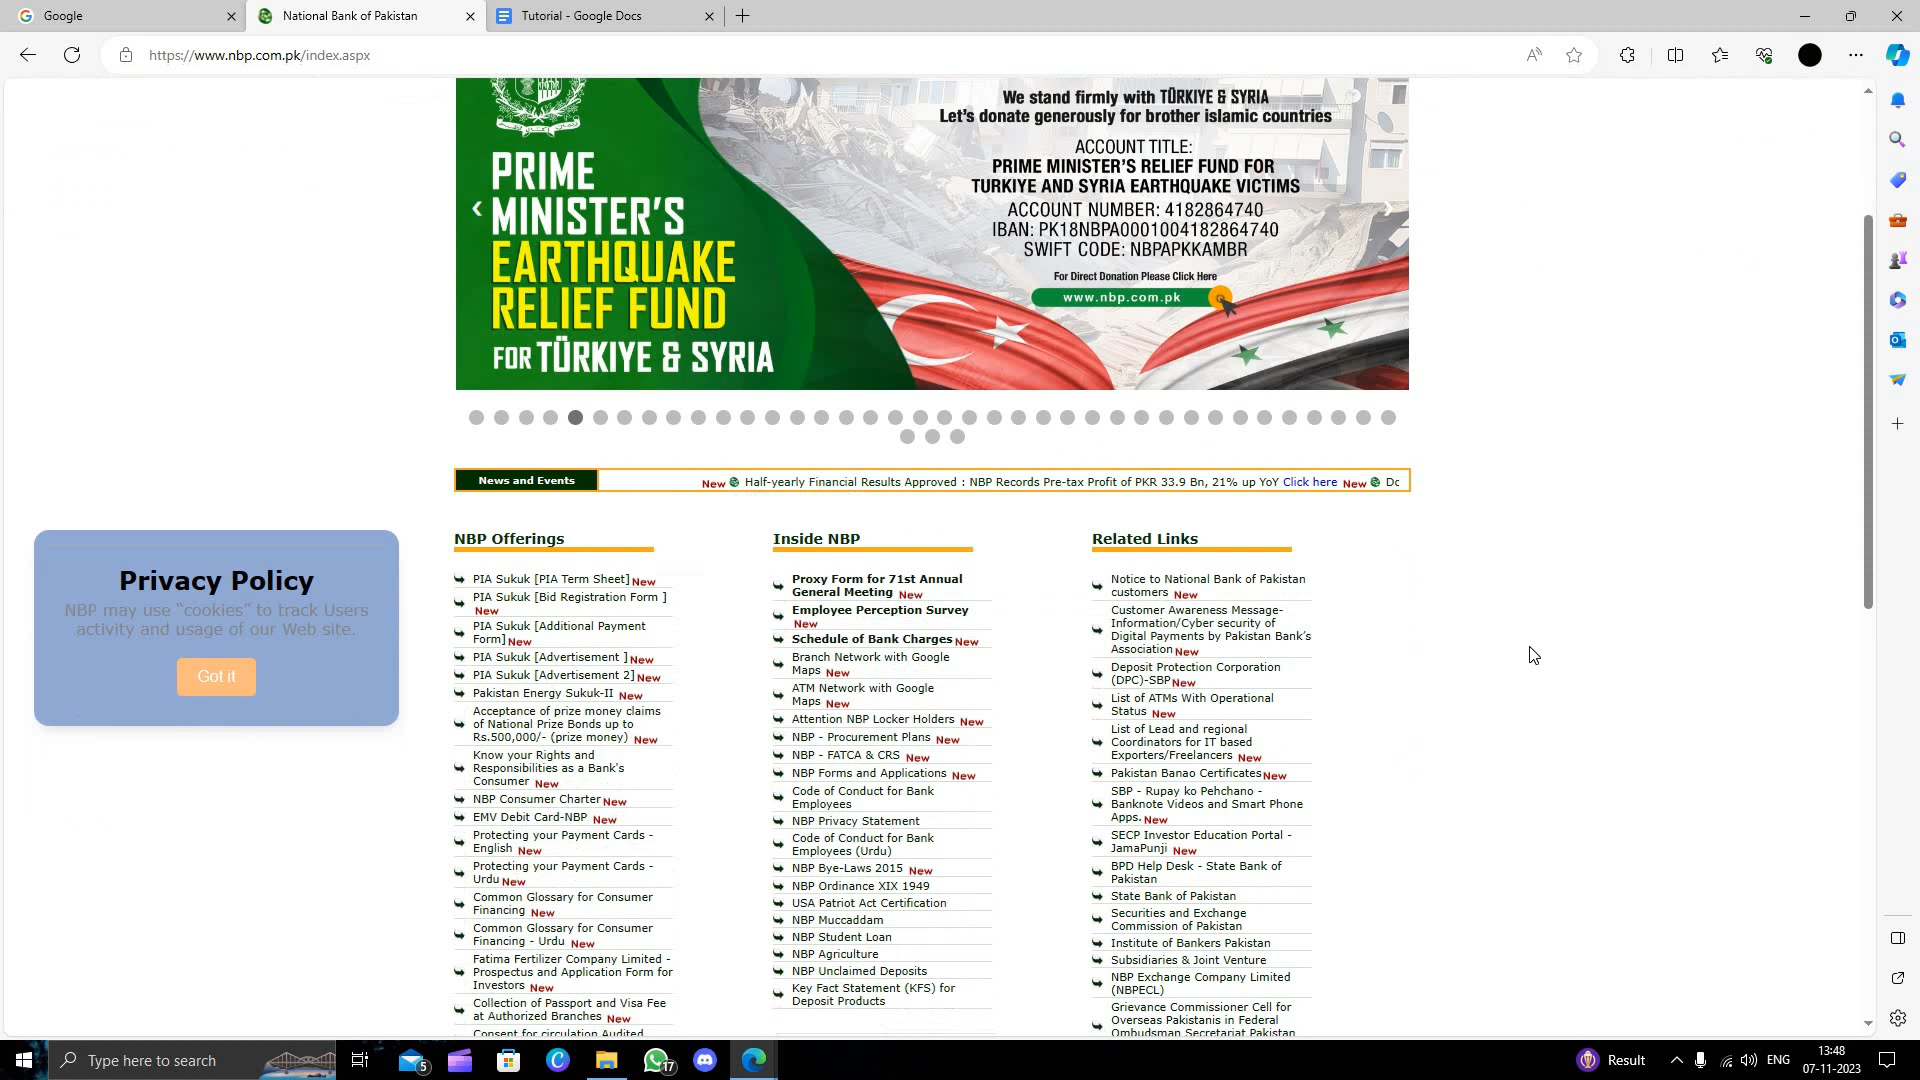 Google
National Bank of Pakistan
Tutorial - Google Docs
https://www.nbp.com.pk/index.aspx
We stand firmly with TÜRKIYE & SYRIA
Let's donate generously for brother islamic countries
ACCOUNT TITLE:
PRIME MINISTER'S RELIEF FUND FOR
TURKIYE AND SYRIA EARTHQUAKE VICTIMS
ACCOUNT NUMBER: 4182864740
IBAN: PK18NBPA0001004182864740
SWIFT CODE: NBPAPKKAMBR
For Direct Donation Please Click Here
www.nbp.com.pk
PRIME
MINISTER'S
EARTHQUAKE
RELIEF FUND
FOR TÜRKIYE & SYRIA
News and Events
New Half-yearly Financial Results Approved : NBP Records Pre-tax Profit of PKR 33.9 Bn, 21% up YoY Click here New
Privacy Policy
NBP may use “cookies” to track Users
activity and usage of our Web site.
Got it
NBP Offerings
PIA Sukuk [PIA Term Sheet] New
PIA Sukuk [Bid Registration Form ]
New
PIA Sukuk [Additional Payment
Form] New
PIA Sukuk [Advertisement ] New
PIA Sukuk [Advertisement 2] New
Pakistan Energy Sukuk-II New
Acceptance of prize money claims
of National Prize Bonds up to
Rs.500,000/- (prize money) New
Know your Rights and
Responsibilities as a Bank's
Consumer New
NBP Consumer Charter New
EMV Debit Card-NBP New
Protecting your Payment Cards -
English New
Protecting your Payment Cards -
Urdu New
Common Glossary for Consumer
Financing New
Common Glossary for Consumer
Financing - Urdu New
Fatima Fertilizer Company Limited -
Prospectus and Application Form for
Investors New
Collection of Passport and Visa Fee
at Authorized Branches New
Consent for circulation Audited
Inside NBP
Proxy Form for 71st Annual
General Meeting New
Employee Perception Survey
New
Schedule of Bank Charges New
Branch Network with Google
Maps New
ATM Network with Google
Maps New
Attention NBP Locker Holders New
NBP - Procurement Plans New
NBP - FATCA & CRS New
NBP Forms and Applications New
Code of Conduct for Bank
Employees
NBP Privacy Statement
Code of Conduct for Bank
Employees (Urdu)
NBP Bye-Laws 2015 New
NBP Ordinance XIX 1949
USA Patriot Act Certification
NBP Muccaddam
NBP Student Loan
NBP Agriculture
NBP Unclaimed Deposits
Key Fact Statement (KFS) for
Deposit Products
Related Links
Notice to National Bank of Pakistan
customers New
Customer Awareness Message-
Information/Cyber security of
Digital Payments by Pakistan Bank’s
Association New
Deposit Protection Corporation
(DPC)-SBP New
List of ATMs With Operational
Status New
List of Lead and regional
Coordinators for IT based
Exporters/Freelancers New
Pakistan Banao Certificates New
SBP - Rupay ko Pehchano -
Banknote Videos and Smart Phone
Apps. New
SECP Investor Education Portal -
JamaPunji New
BPD Help Desk - State Bank of
Pakistan
State Bank of Pakistan
Securities and Exchange
Commission of Pakistan
Institute of Bankers Pakistan
Subsidiaries & Joint Venture
NBP Exchange Company Limited
(NBPECL)
Grievance Commissioner Cell for
Overseas Pakistanis in Federal
Ombudsman Secretariat Pakistan
Type here to search
5
17
Result
ENG
13:48
07-11-2023